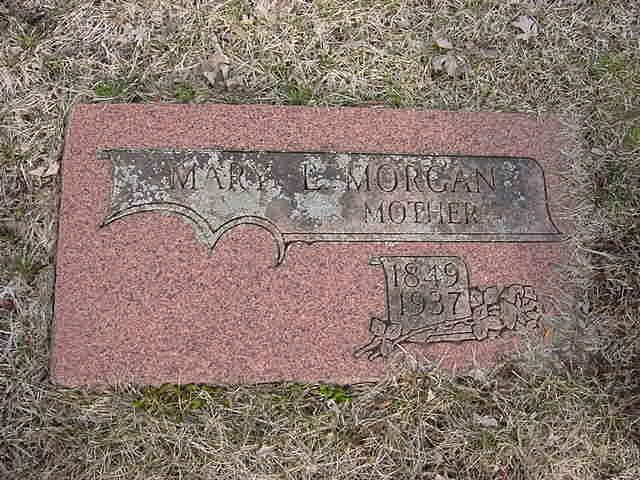 MARY L. MORGAN
MOTHER
1849
1937